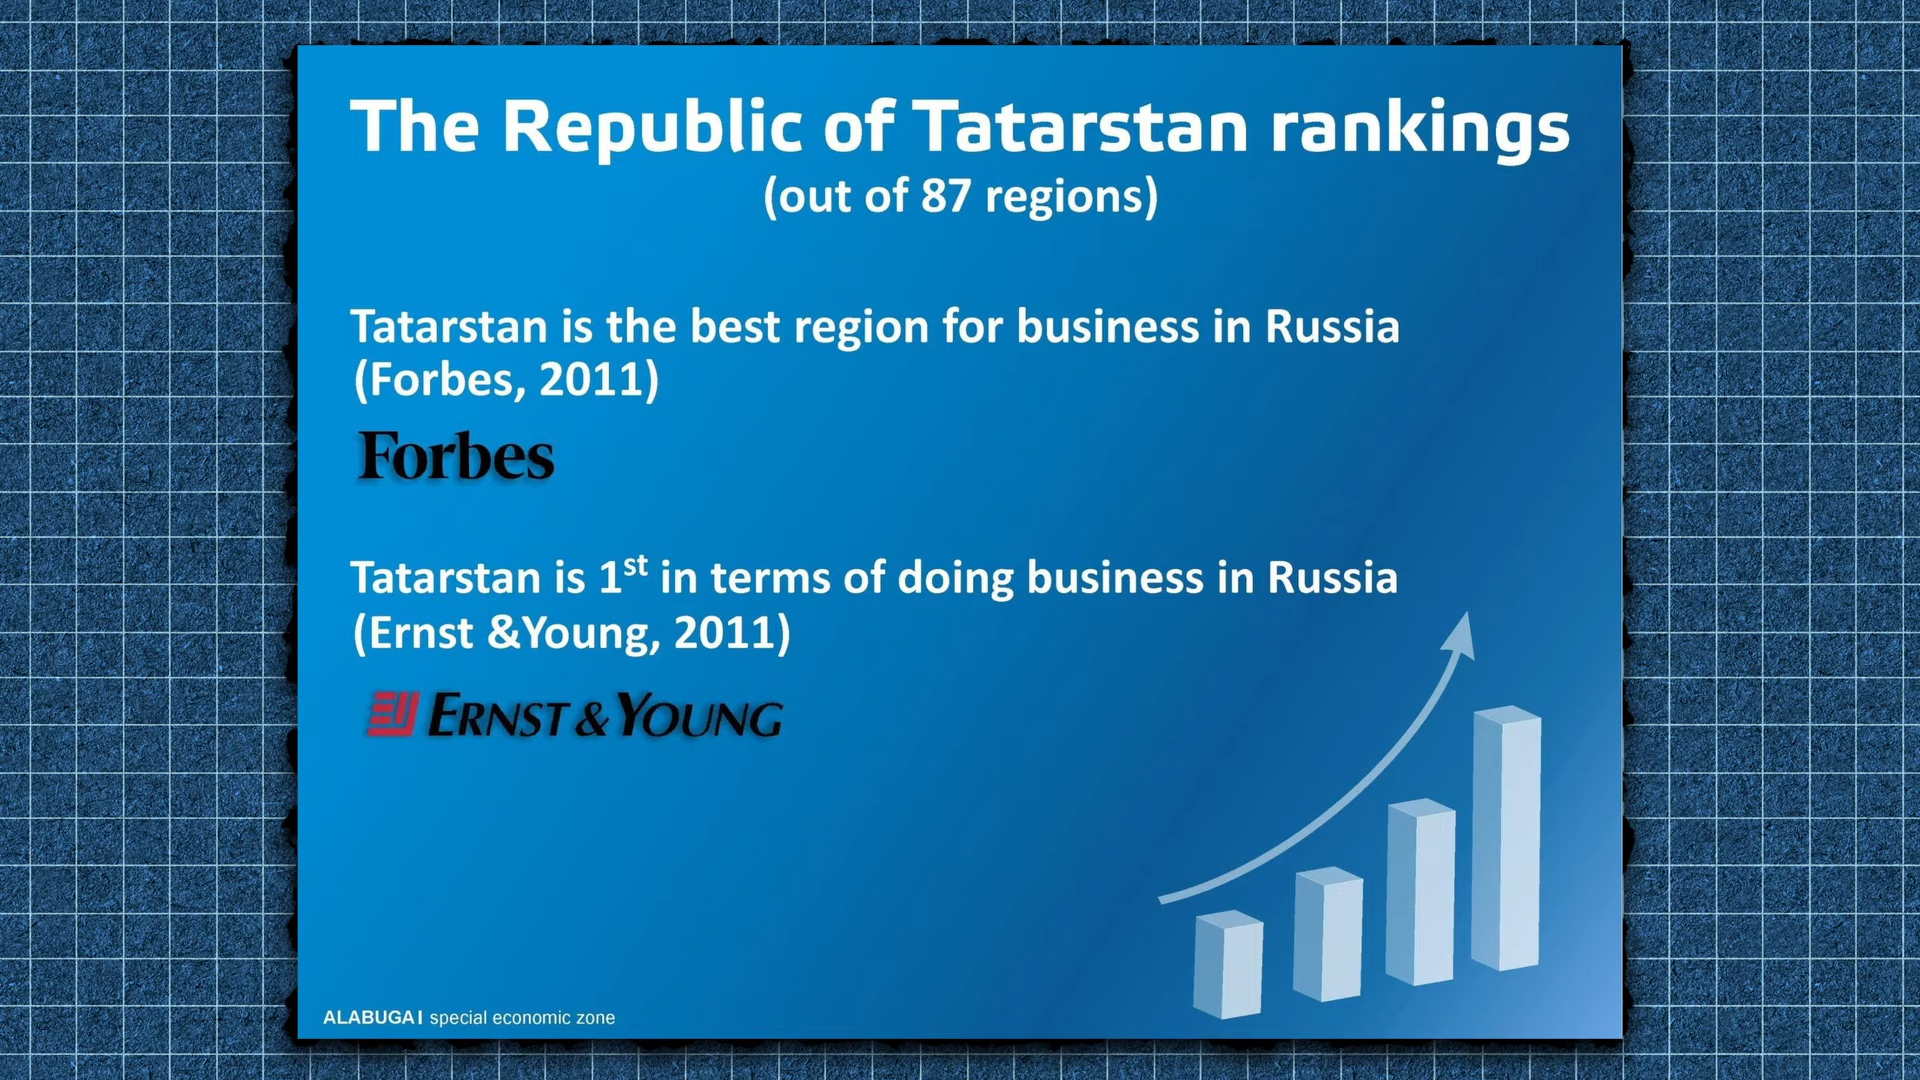 The Republic of Tatarstan rankings
(out of 87 regions)
Tatarstan is the best region for business in Russia
(Forbes, 2011)
Forbes
Tatarstan is 1st in terms of doing business in Russia
(Ernst &Young, 2011)
ERNST & YOUNG
ALABUGA | special economic zone